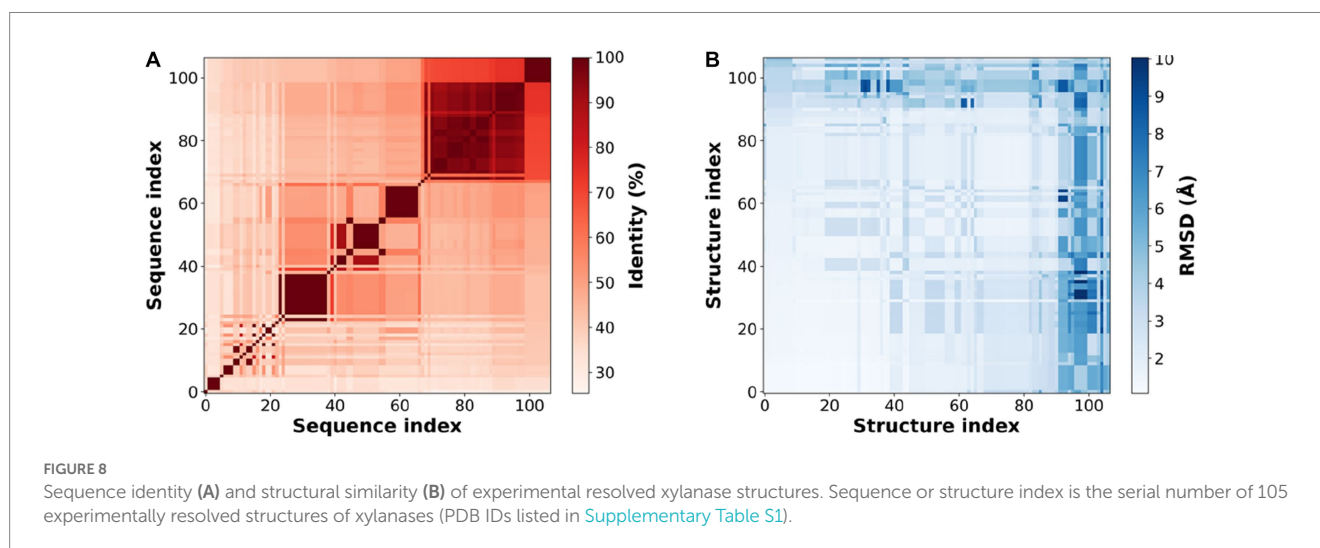 A
B
100
80
60
40
20
0
Sequence index
0 20 40 60 80 100
Sequence index
100
90
80
70
60
50
40
30
Identity (%)
100
80
60
40
20
0
Structure index
0 20 40 60 80 100
Structure index
10
9
8
7
6
5
4
3
2
RMSD (Å)
FIGURE 8
Sequence identity (A) and structural similarity (B) of experimental resolved xylanase structures. Sequence or structure index is the serial number of 105
experimentally resolved structures of xylanases (PDB IDs listed in Supplementary Table S1).